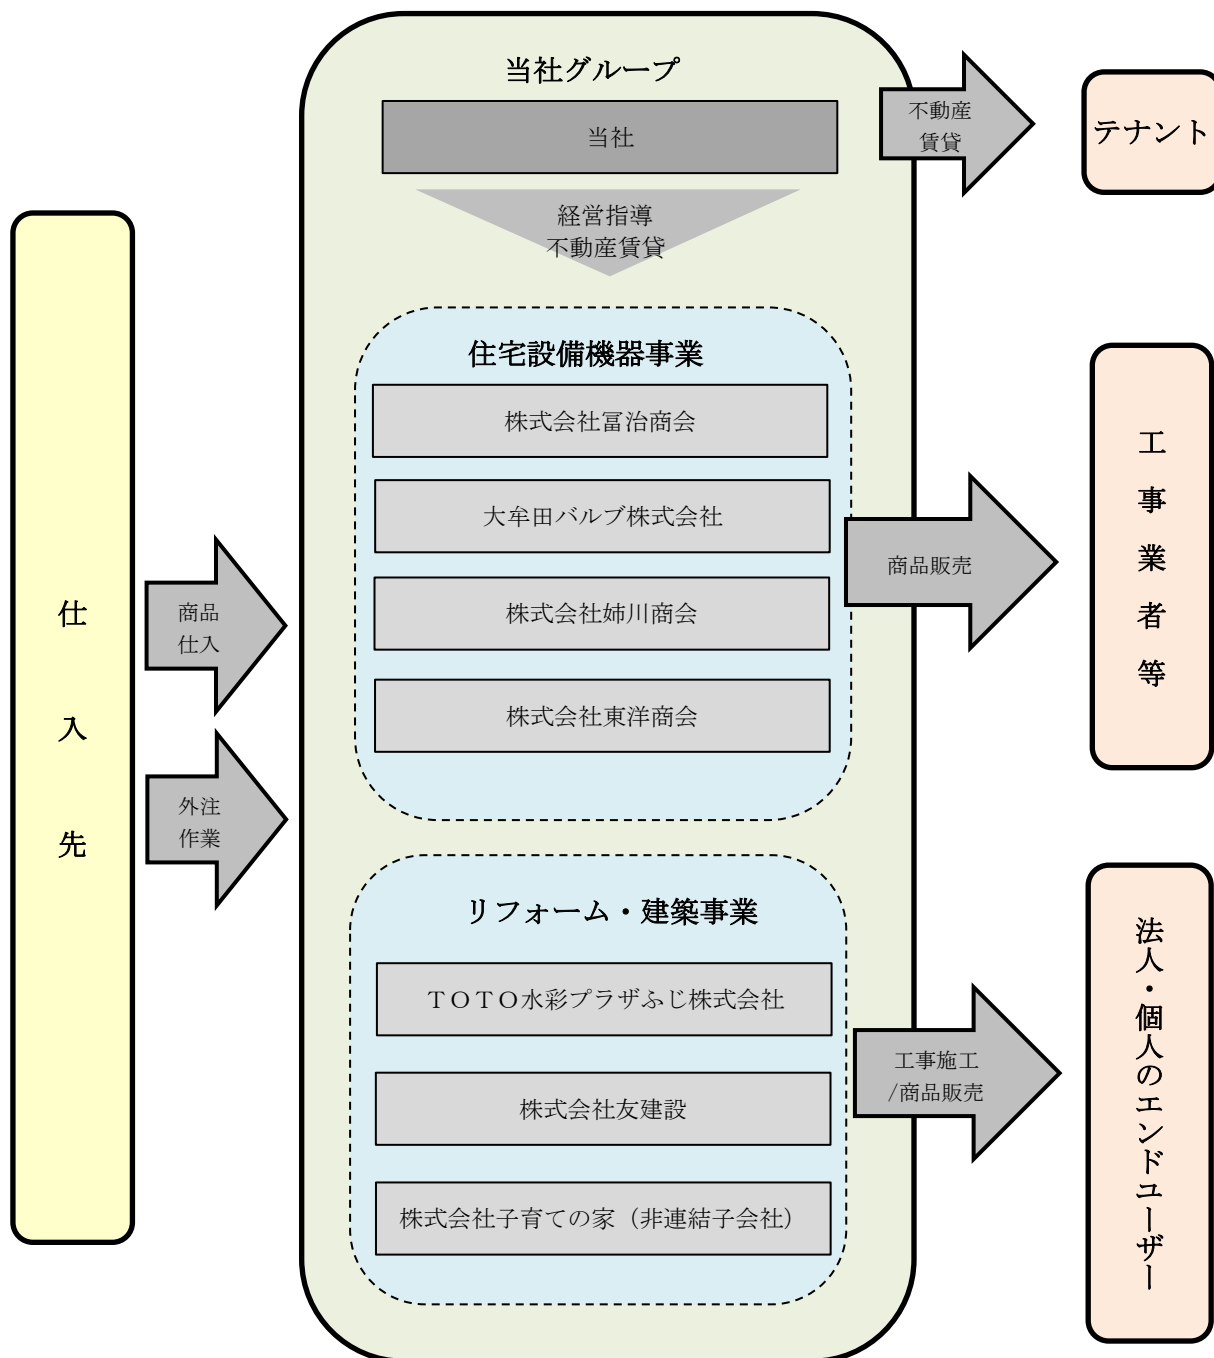 当社グループ
当社
不動産
賃貸
テナント
経営指導
不動産賃貸
住宅設備機器事業
株式会社冨治商会
大牟田バルブ株式会社
株式会社姉川商会
株式会社東洋商会
商品販売
工事業者等
仕入先
商品
仕入
外注
作業
リフォーム・建築事業
ＴＯＴＯ水彩プラザふじ株式会社
株式会社友建設
株式会社子育ての家（非連結子会社）
工事施工
/商品販売
法人・個人のエンドユーザー